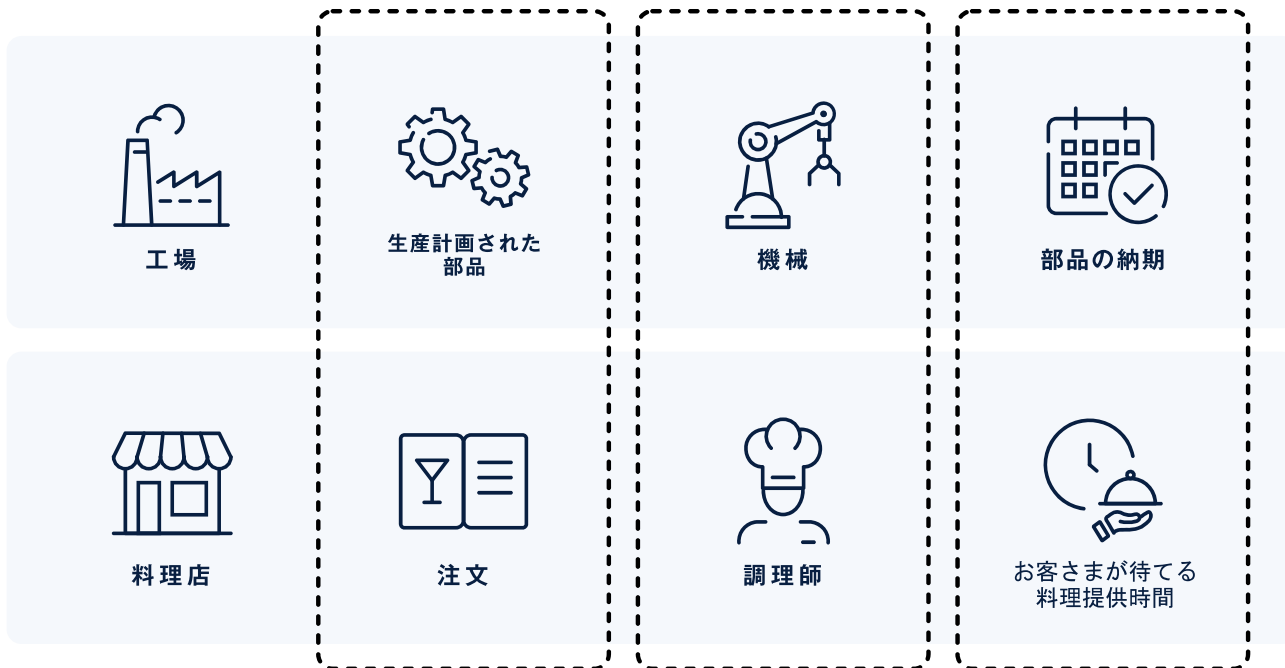 工場
生産計画された
部品
機械
部品の納期
料理店
注文
調理師
お客さまが待てる
料理提供時間